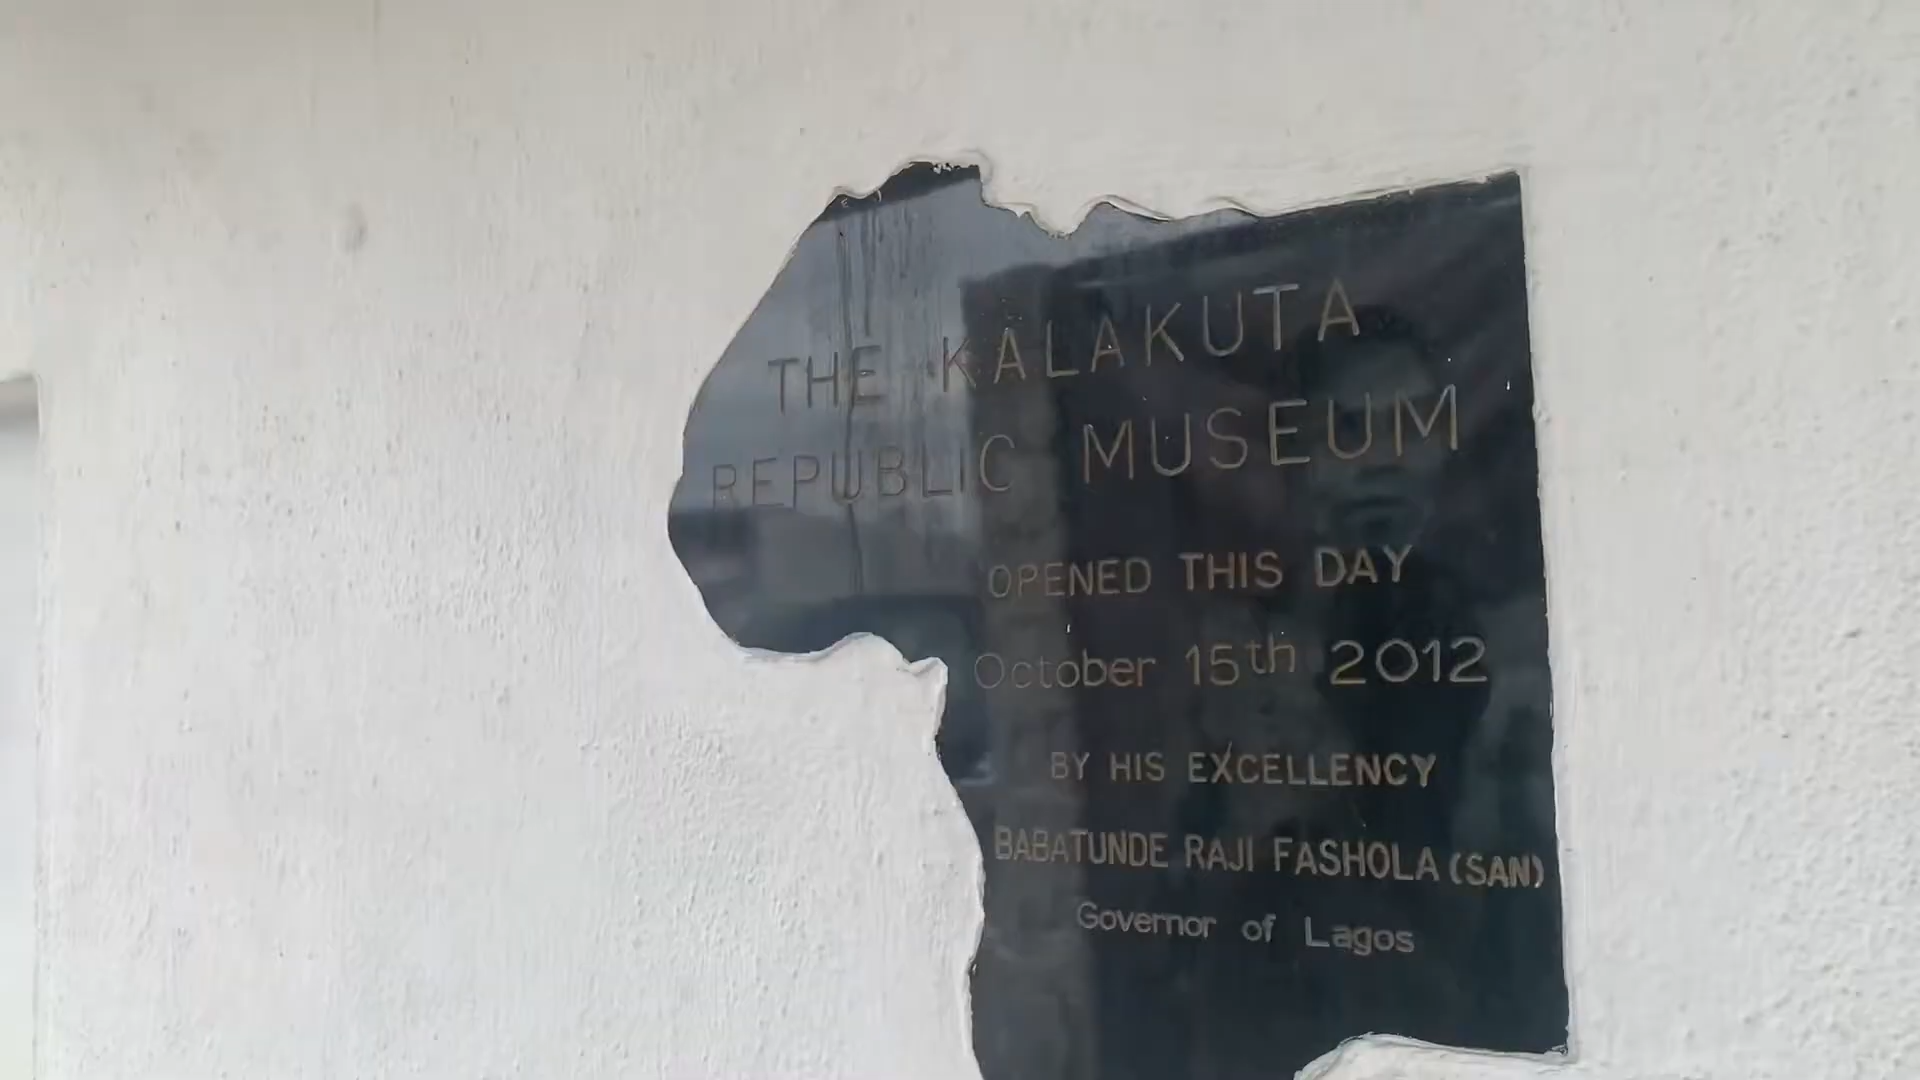 THE KALAKUTA
REPUBLIC MUSEUM
OPENED THIS DAY
October 15th 2012
BY HIS EXCELLENCY
BABATUNDE RAJI FASHOLA (SAN)
Governor of Lagos